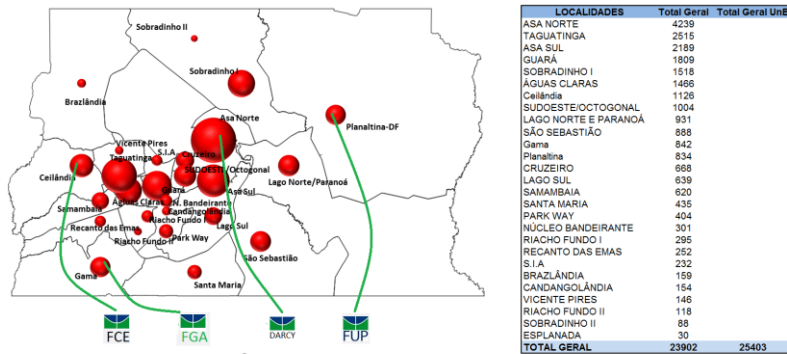 Sobradinho II
Sobradinho I
Brazlândia
Asa Norte
Planaltina-DF
Vicente Pires
S.I.A
Cruzeiro
Taguatinga
Ceilândia
SUDOESTE/Octogonal
Lago Norte/Paranoá
Guará
Asa Sul
Águas Claras
N. Bandeirante
Samambaia
Candangolândia
Riacho Fundo I
Lago Sul
Recanto das Emas
Riacho Fundo II
Park Way
São Sebastião
Gama
Santa Maria
FCE
FGA
DARCY
FUP
LOCALIDADES Total Geral Total Geral UnB
ASA NORTE 4239
TAGUATINGA 2515
ASA SUL 2189
GUARÁ 1809
SOBRADINHO I 1518
ÁGUAS CLARAS 1466
Ceilândia 1126
SUDOESTE/OCTOGONAL 1004
LAGO NORTE E PARANOÁ 931
SÃO SEBASTIÃO 888
Gama 842
Planaltina 834
CRUZEIRO 668
LAGO SUL 639
SAMAMBAIA 620
SANTA MARIA 435
PARK WAY 404
NÚCLEO BANDEIRANTE 301
RIACHO FUNDO I 295
RECANTO DAS EMAS 252
S.I.A 232
BRAZLÂNDIA 159
CANDANGOLÂNDIA 154
VICENTE PIRES 146
RIACHO FUNDO II 118
SOBRADINHO II 88
ESPLANADA 30
TOTAL GERAL 23902 25403